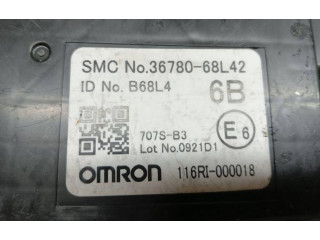 SMC No.36780-68L42
ID No. B68L4
6B
707S-B3
E6
Lot No.0921D1
OMRON
116RI-000018